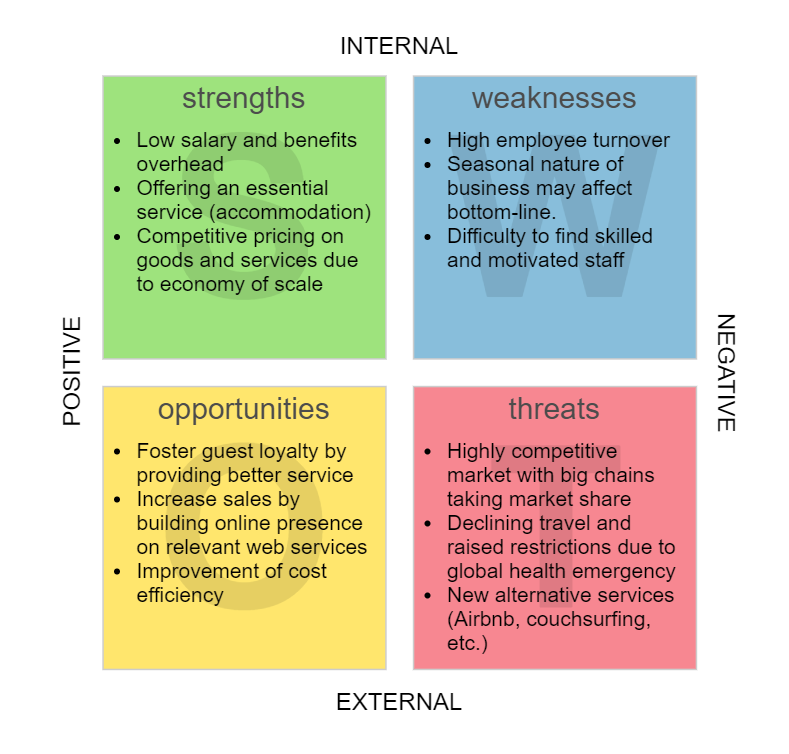 INTERNAL
strengths
• Low salary and benefits
overhead
• Offering an essential
service (accommodation)
• Competitive pricing on
goods and services due
to economy of scale
S
weaknesses
• High employee turnover
• Seasonal nature of
business may affect
bottom-line.
• Difficulty to find skilled
and motivated staff
W
POSITIVE
NEGATIVE
opportunities
• Foster guest loyalty by
providing better service
• Increase sales by
building online presence
on relevant web services
• Improvement of cost
efficiency
O
threats
• Highly competitive
market with big chains
taking market share
• Declining travel and
raised restrictions due to
global health emergency
• New alternative services
(Airbnb, couchsurfing,
etc.)
T
EXTERNAL